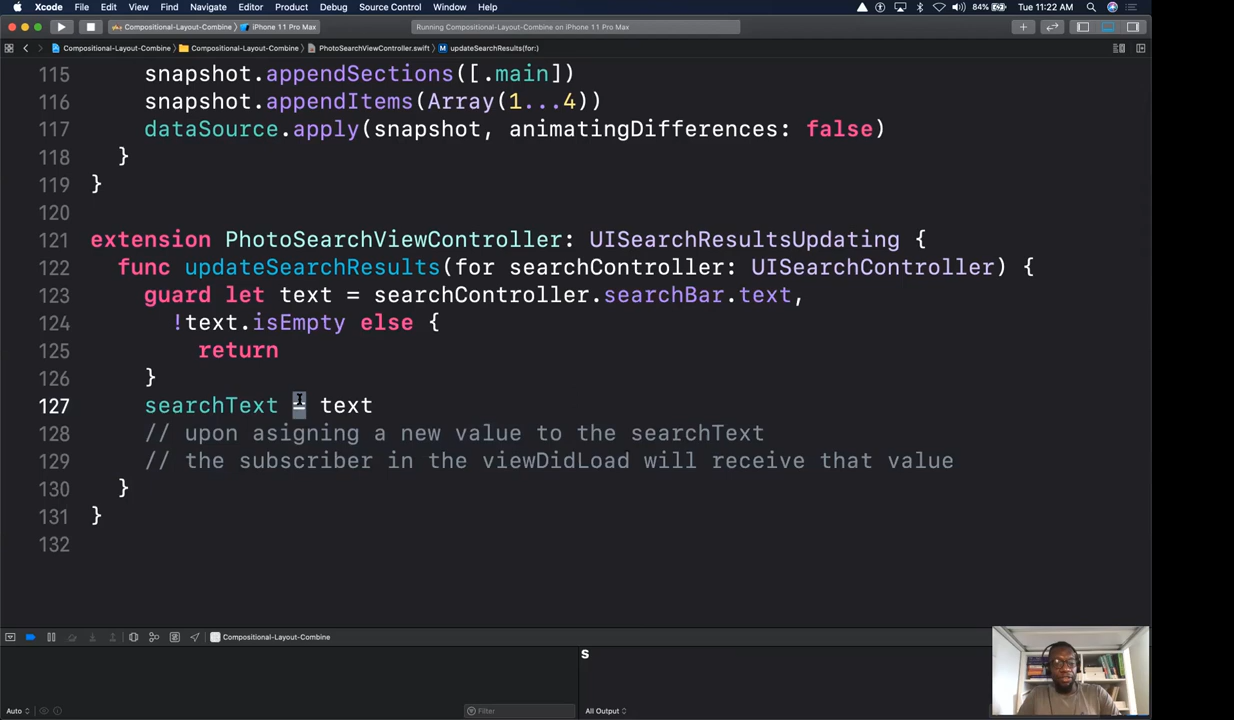 Xcode File Edit View Find Navigate Editor Product Debug Source Control Window Help 84% Tue 11:22 AM
Compositional-Layout-Combine iPhone 11 Pro Max Running Compositional-Layout-Combine on iPhone 11 Pro Max
Compositional-Layout-Combine Compositional-Layout-Combine PhotoSearchViewController.swift M updateSearchResults(for:)
115 snapshot.appendSections([.main])
116 snapshot.appendItems(Array(1...4))
117 dataSource.apply(snapshot, animatingDifferences: false)
118 }
119 }
120
121 extension PhotoSearchViewController: UISearchResultsUpdating {
122 func updateSearchResults(for searchController: UISearchController) {
123 guard let text = searchController.searchBar.text,
124 !text.isEmpty else {
125 return
126 }
127 searchText = text
128 // upon asigning a new value to the searchText
129 // the subscriber in the viewDidLoad will receive that value
130 }
131 }
132
Compositional-Layout-Combine
s
Auto Filter All Output